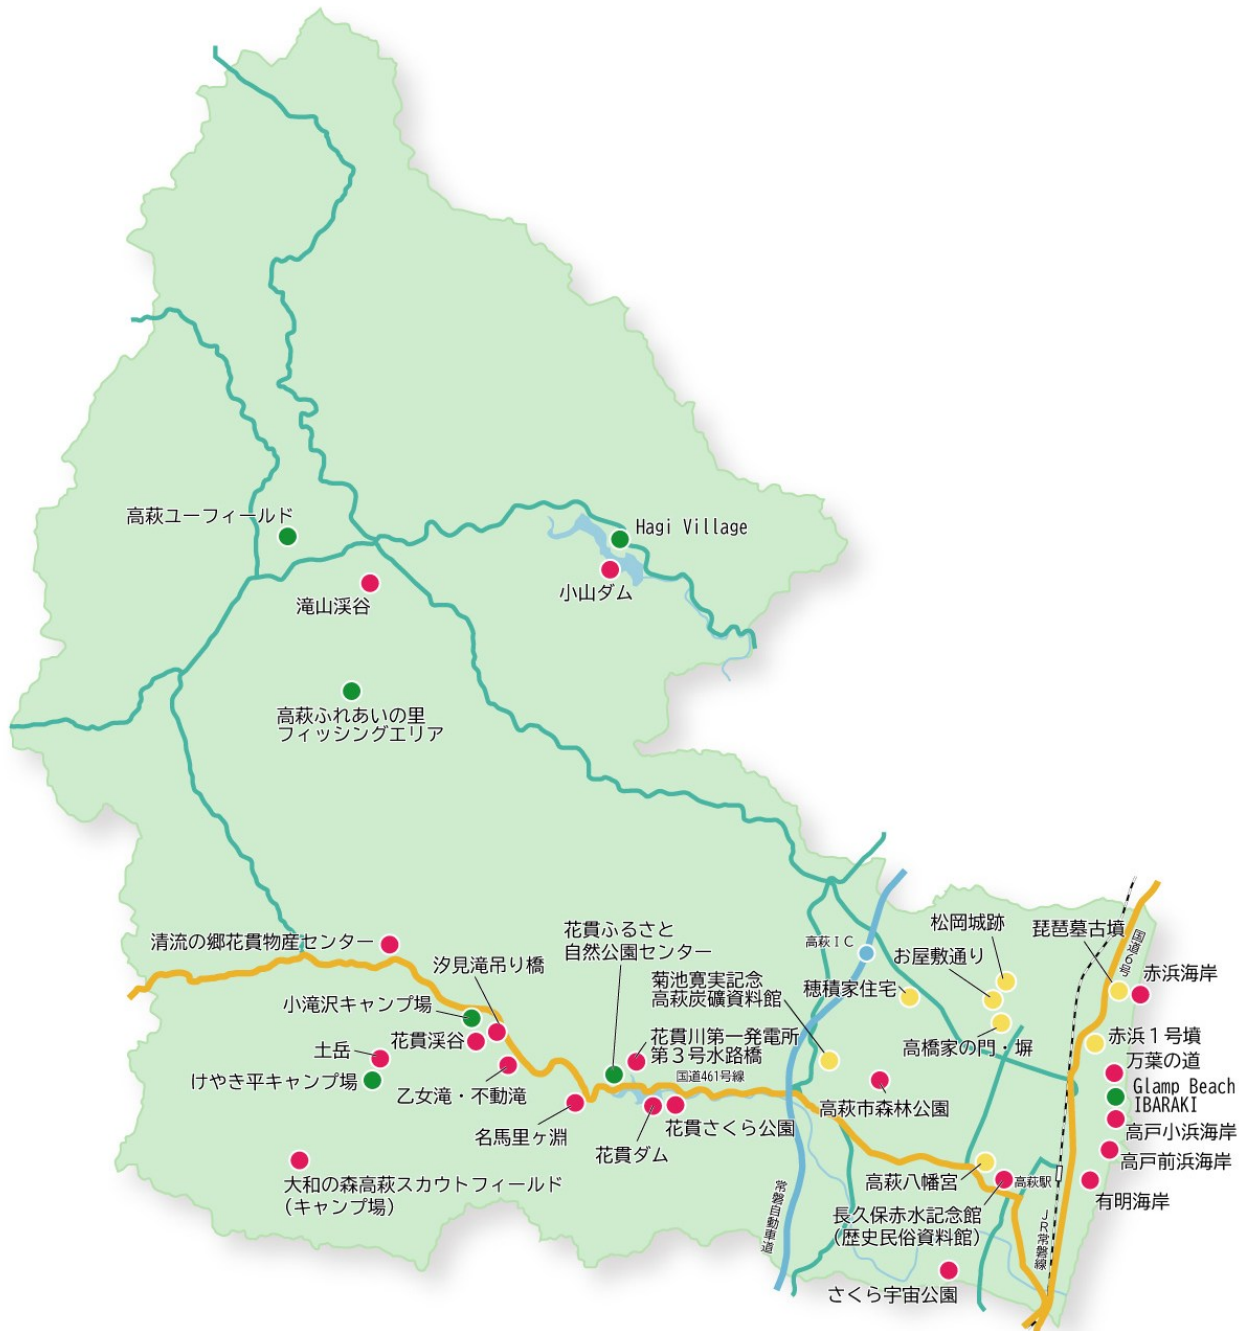 高萩ユーフィールド
Hagi Village
小山ダム
滝山渓谷
高萩ふれあいの里
フィッシングエリア
清流の郷花貫物産センター
汐見滝吊り橋
小滝沢キャンプ場
花貫渓谷
土岳
けやき平キャンプ場
乙女滝・不動滝
名馬里ヶ淵
大和の森高萩スカウトフィールド
（キャンプ場）
花貫ふるさと
自然公園センター
菊池寛実記念
高萩炭礦資料館
花貫川第一発電所
第３号水路橋
国道461号線
花貫さくら公園
花貫ダム
高萩ＩＣ
穂積家住宅
松岡城跡
お屋敷通り
高橋家の門・塀
高萩市森林公園
琵琶墓古墳
国道６号
赤浜海岸
赤浜１号墳
万葉の道
Glamp Beach
IBARAKI
高戸小浜海岸
高戸前浜海岸
有明海岸
高萩八幡宮
高萩駅
長久保赤水記念館
（歴史民俗資料館）
常磐自動車道
ＪＲ常磐線
さくら宇宙公園